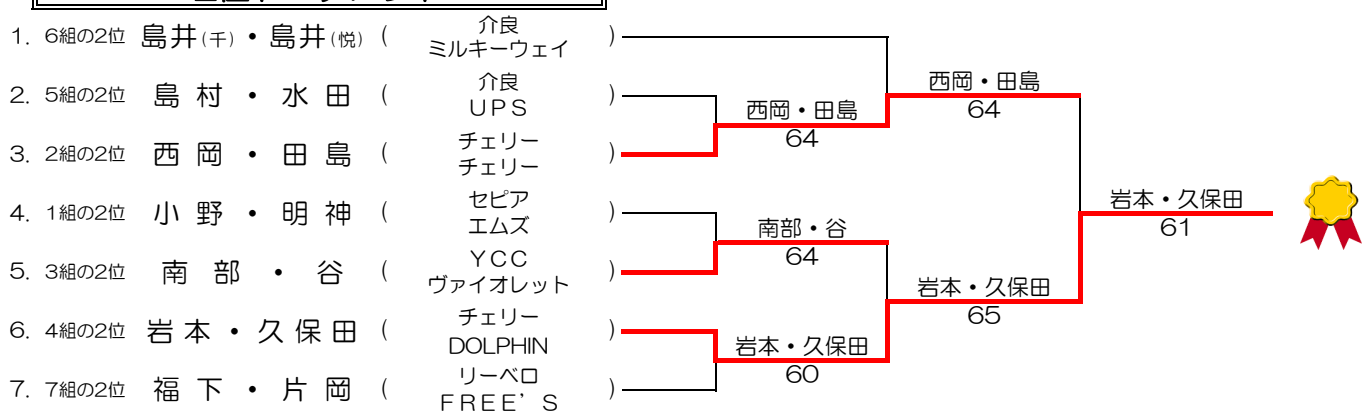 1. 6組の2位 島井(千)・島井(悦) ( 介良 ミルキーウェイ )
2. 5組の2位 島村・水田 ( 介良 UPS )
3. 2組の2位 西岡・田島 ( チェリー チェリー )
4. 1組の2位 小野・明神 ( セピア エムズ )
5. 3組の2位 南部・谷 ( YCC ヴァイオレット )
6. 4組の2位 岩本・久保田 ( チェリー DOLPHIN )
7. 7組の2位 福下・片岡 ( リーベロ FREE'S )
西岡・田島
64
南部・谷
64
岩本・久保田
60
西岡・田島
64
岩本・久保田
65
岩本・久保田
61